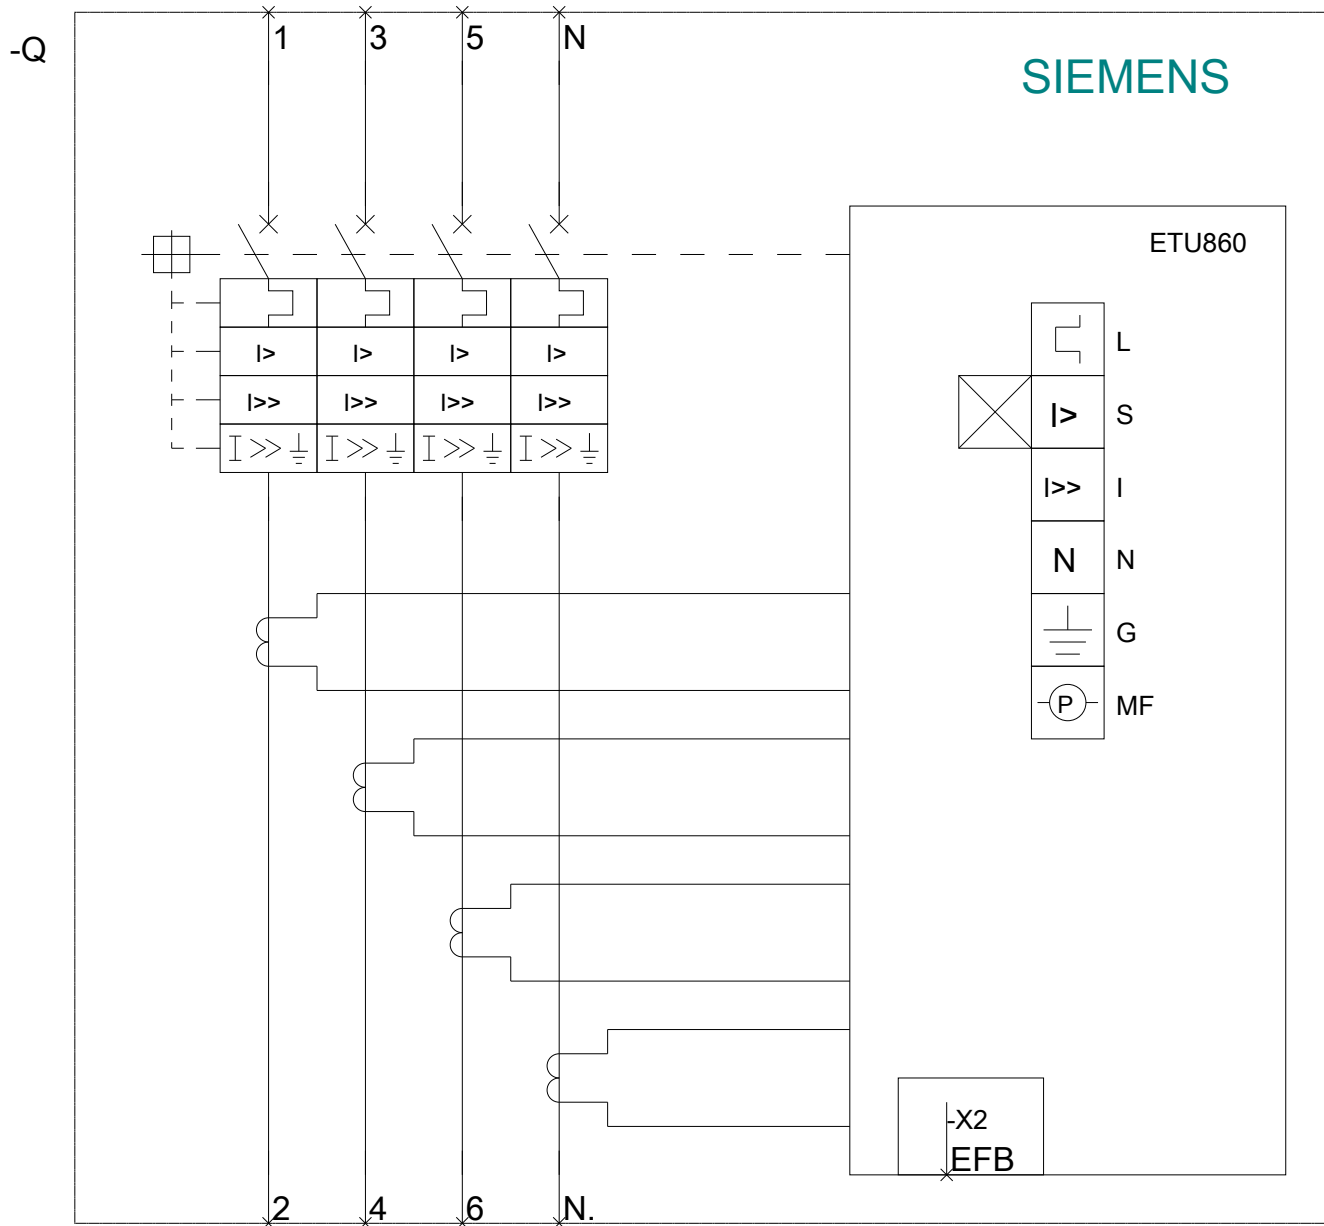 1 3 5 N
-Q
SIEMENS
ETU860
I> I> I> I>
I>> I>> I>> I>>
I>> I>> I>> I>>
L
I> S
I>> I
N N
G
P MF
-X2
EFB
2 4 6 N.